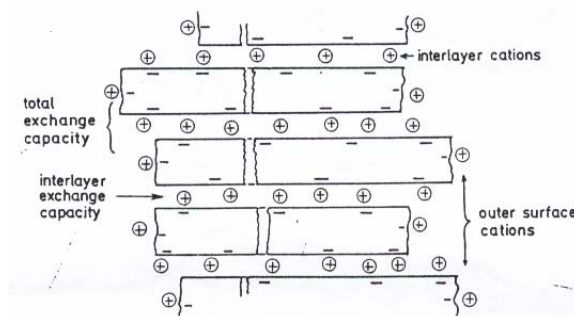 interlayer cations
total
exchange
capacity
interlayer
exchange
capacity
outer surface
cations